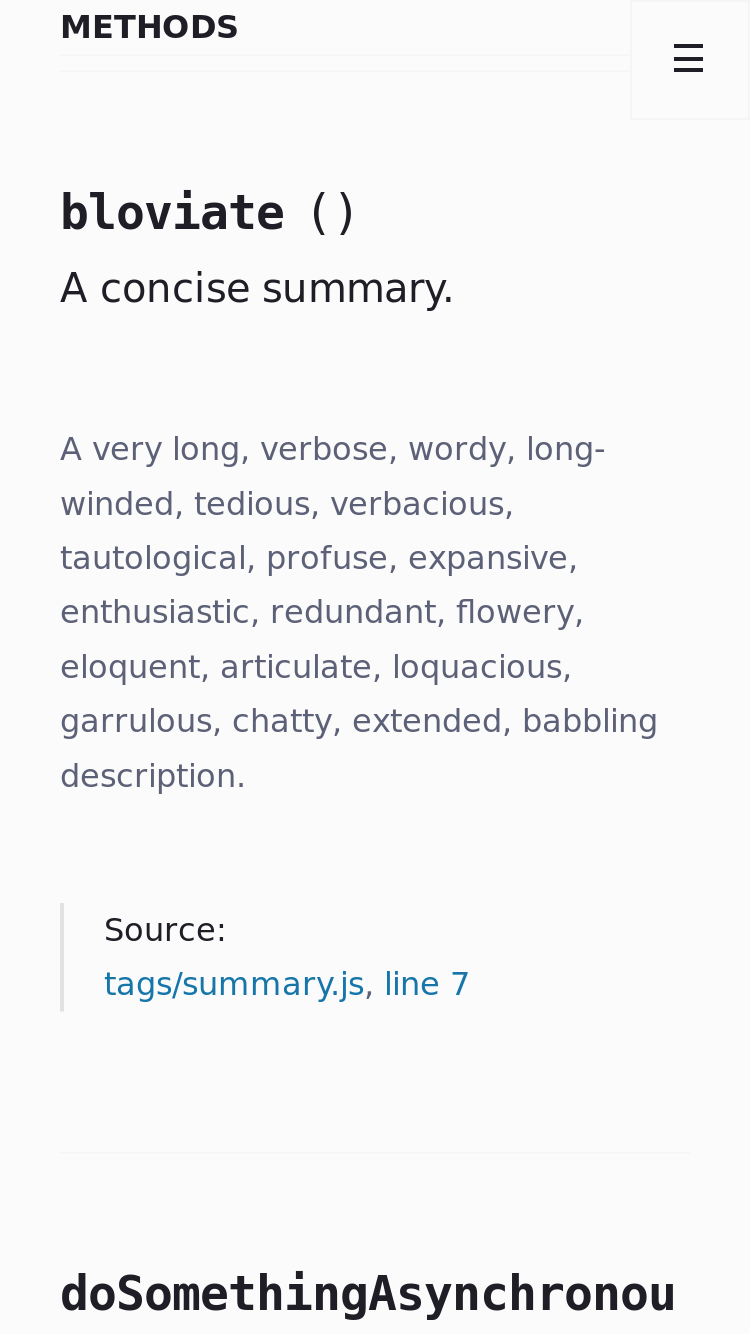 METHODS
bloviate ()
A concise summary.
A very long, verbose, wordy, long-
winded, tedious, verbacious,
tautological, profuse, expansive,
enthusiastic, redundant, flowery,
eloquent, articulate, loquacious,
garrulous, chatty, extended, babbling
description.
Source:
tags/summary.js, line 7
doSomethingAsynchronou